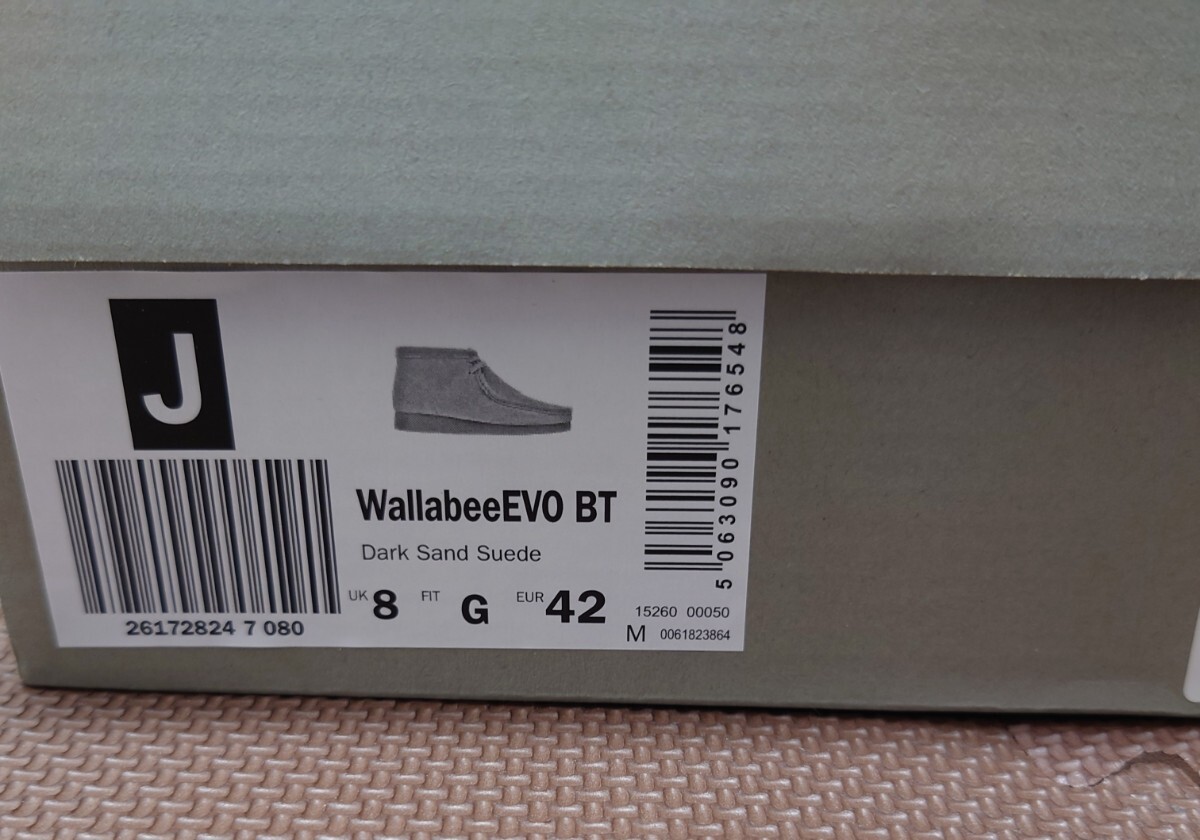 J
26172824 7 080
WallabeeEVO BT
Dark Sand Suede
UK 8 FIT G EUR 42
5 063090 176548
15260 00050
M 0061823864